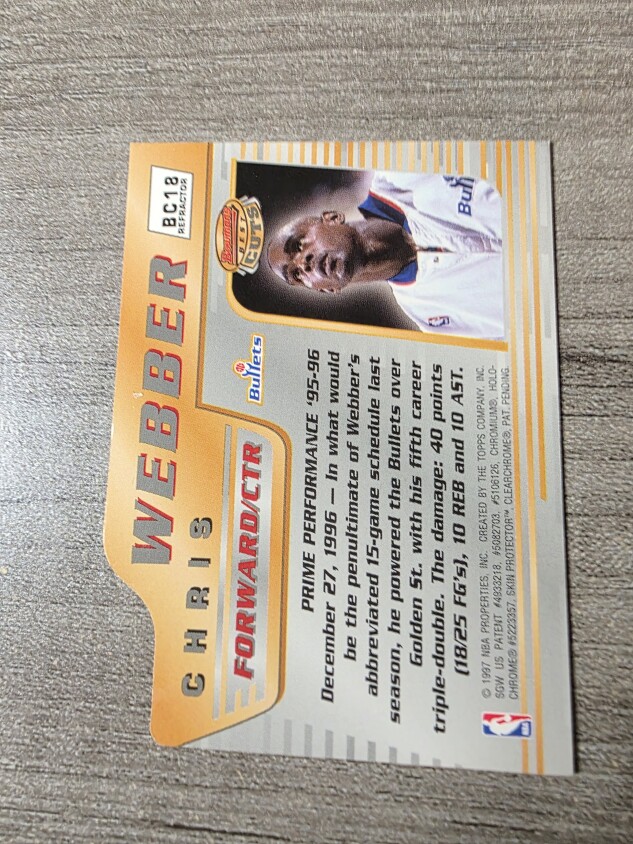 CHRIS
WEBBER
BC18
REFRACTOR
FORWARD/CTR
Bullets
Bowman's
BEST
CUTS
Bull
PRIME PERFORMANCE '95-96
December 27, 1996 — In what would
be the penultimate of Webber's
abbreviated 15-game schedule last
season, he powered the Bullets over
Golden St. with his fifth career
triple-double. The damage: 40 points
(18/25 FG's), 10 REB and 10 AST.
© 1997 NBA PROPERTIES, INC. CREATED BY THE TOPPS COMPANY, INC.
SGW US PATENT #4933218, #5082703, #5106126, CHROMIUM®, HOLO-
CHROME® #5223357, SKIN PROTECTOR™ CLEARCHROME®, PAT. PENDING.
NBA